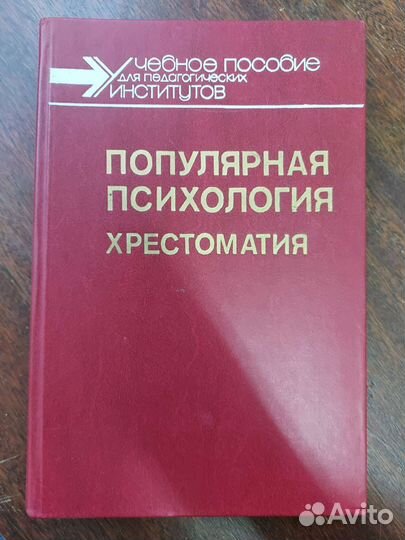 Учебное пособие
для педагогических
институтов
ПОПУЛЯРНАЯ
ПСИХОЛОГИЯ
ХРЕСТОМАТИЯ
Avito